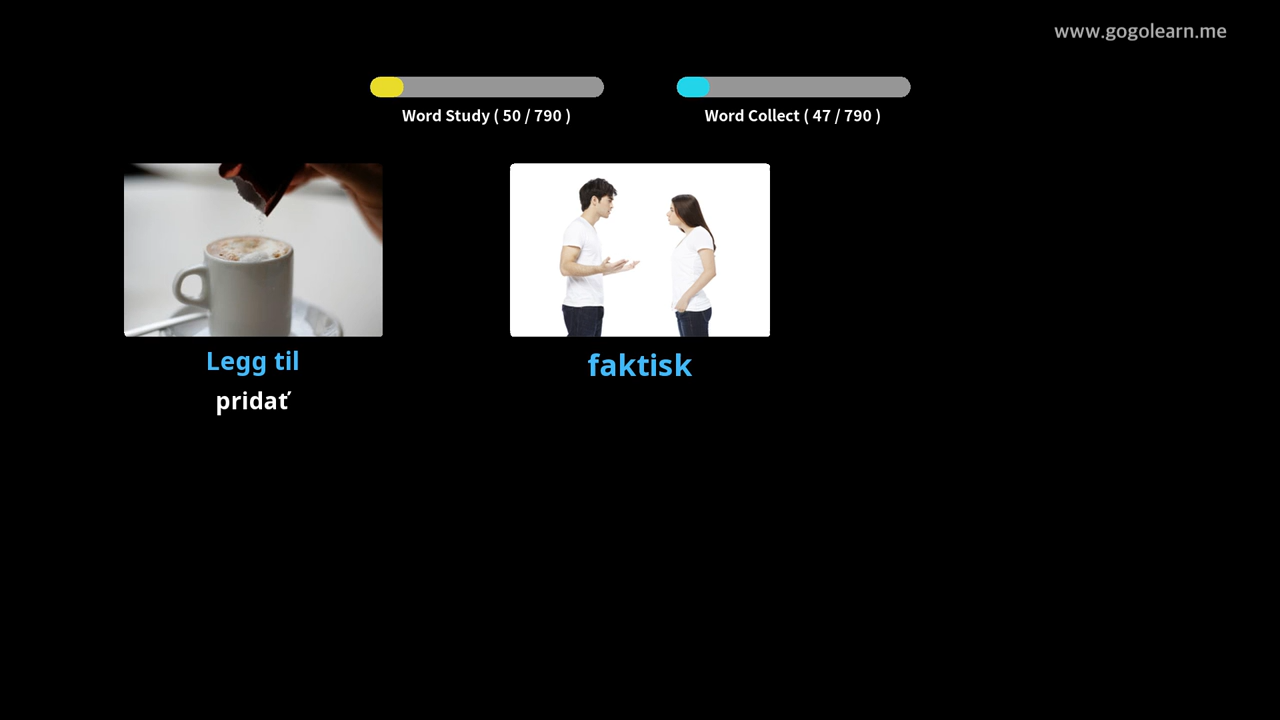 www.gogolearn.me
Word Study ( 50 / 790 )
Word Collect ( 47 / 790 )
Legg til
pridať
faktisk